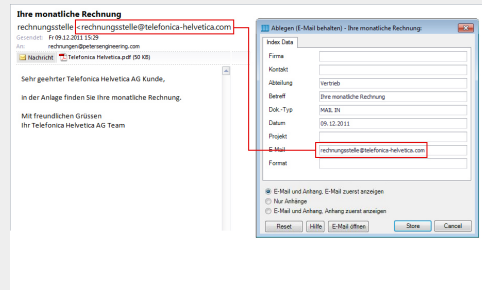 Ihre monatliche Rechnung
rechnungsstelle <rechnungsstelle@telefonica-helvetica.com
Gesendet: Fr 09.12.2011 15:29
An: rechnungen@petersengineering.com
Nachricht Telefonica Helvetica.pdf (50 KB)
Sehr geehrter Telefonica Helvetica AG Kunde,
In der Anlage finden Sie Ihre monatliche Rechnung.
Mit freundlichen Grüssen
Ihr Telefonica Helvetica AG Team
Ablegen (E-Mail behalten) - Ihre monatliche Rechnung:
Index Data
Firma
Kontakt
Abteilung Vertrieb
Betreff Ihre monatliche Rechnung
Dok.-Typ MAIL IN
Datum 09.12.2011
Projekt
E-Mail rechnungsstelle@telefonica-helvetica.com
Format
E-Mail und Anhang, E-Mail zuerst anzeigen
Nur Anhänge
E-Mail und Anhang, Anhang zuerst anzeigen
Reset Hilfe E-Mail öffnen Store Cancel